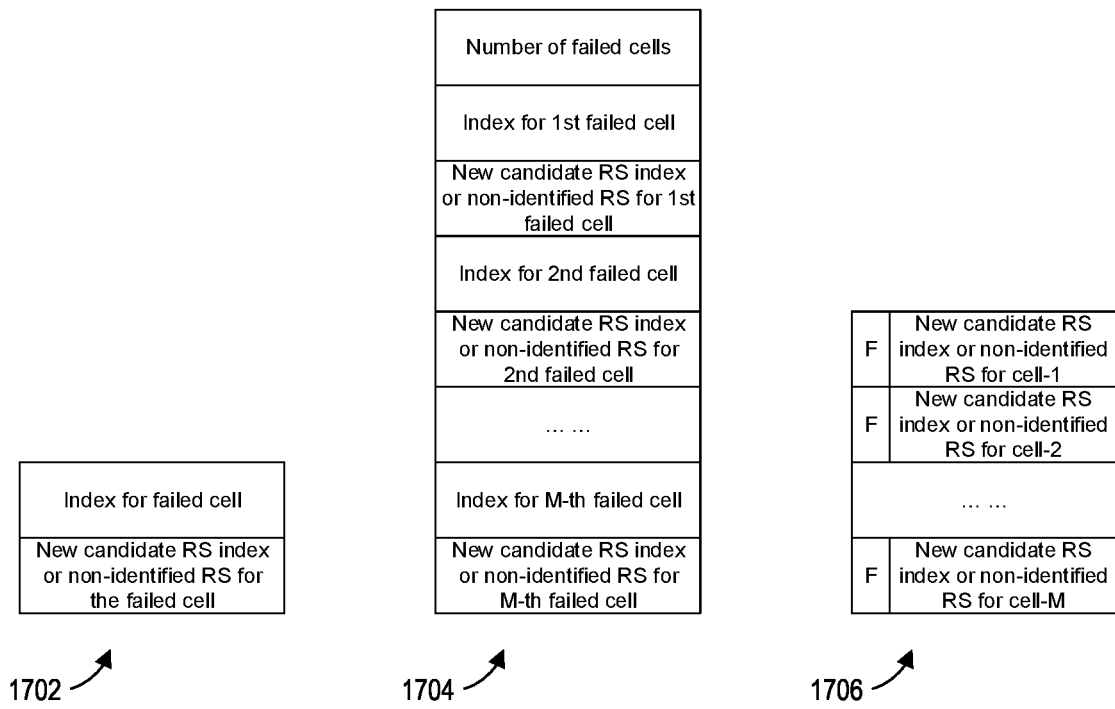 Index for failed cell
New candidate RS index
or non-identified RS for
the failed cell
1702
Number of failed cells
Index for 1st failed cell
New candidate RS index
or non-identified RS for 1st
failed cell
Index for 2nd failed cell
New candidate RS index
or non-identified RS for
2nd failed cell
... ...
Index for M-th failed cell
New candidate RS index
or non-identified RS for
M-th failed cell
1704
F
New candidate RS
index or non-identified
RS for cell-1
F
New candidate RS
index or non-identified
RS for cell-2
... ...
F
New candidate RS
index or non-identified
RS for cell-M
1706